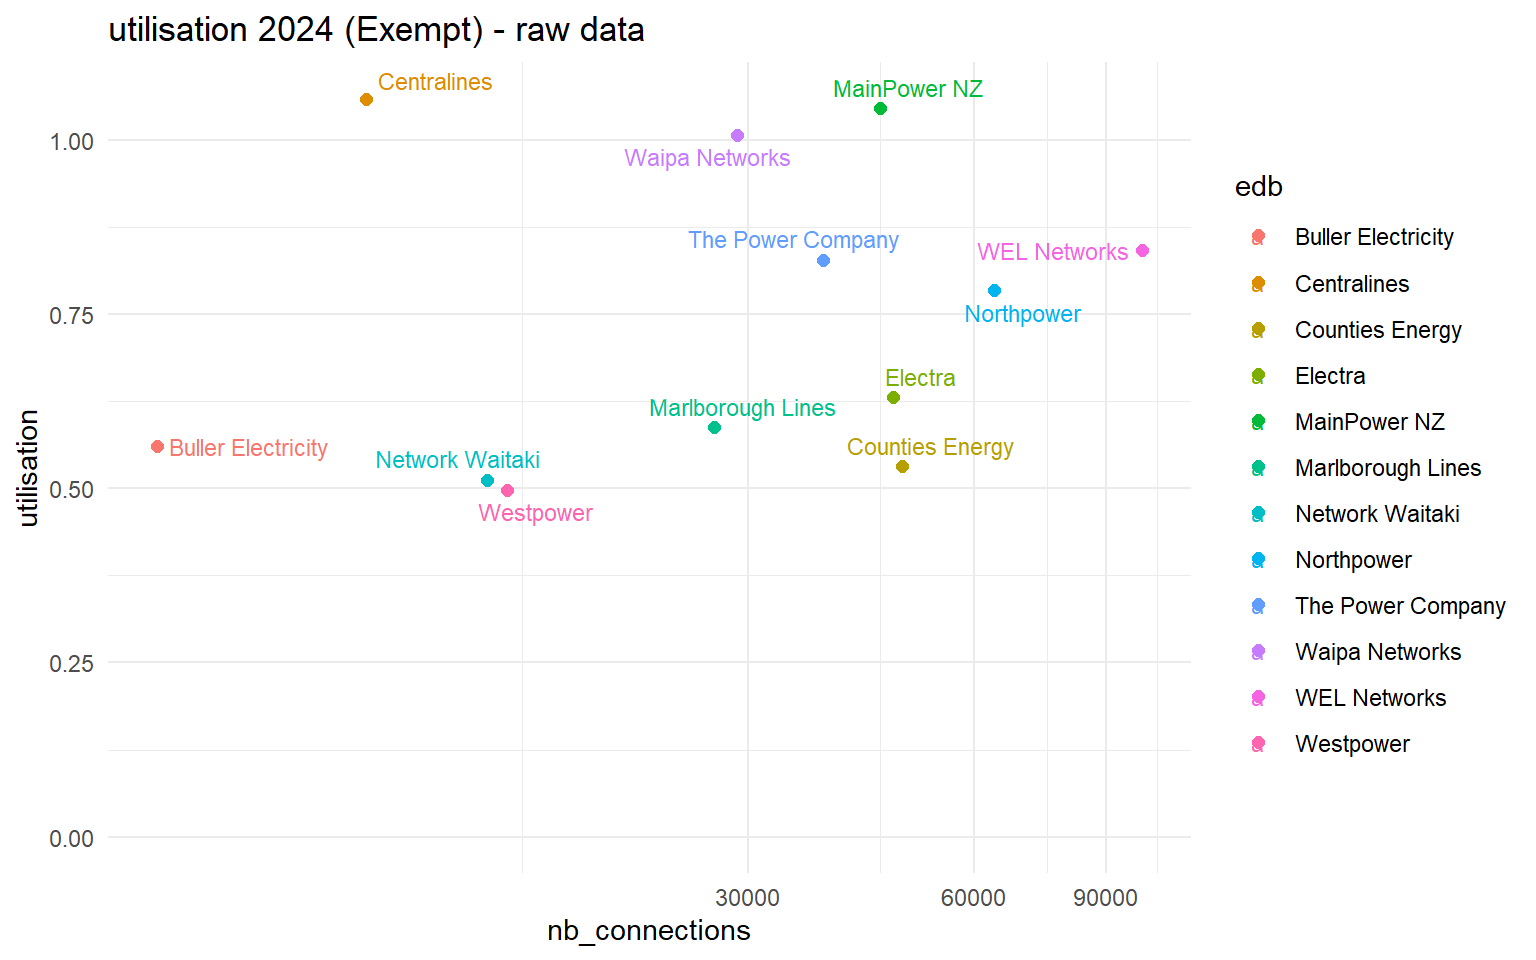 utilisation 2024 (Exempt) - raw data
Centralines
MainPower NZ
1.00
Waipa Networks
edb
The Power Company
WEL Networks
Buller Electricity
Centralines
0.75
Northpower
Counties Energy
Electra
Electra
Marlborough Lines
MainPower NZ
utilisation
Buller Electricity
Network Waitaki
Counties Energy
Marlborough Lines
0.50
Westpower
Network Waitaki
Northpower
The Power Company
0.25
Waipa Networks
WEL Networks
Westpower
0.00
30000
60000
90000
nb_connections